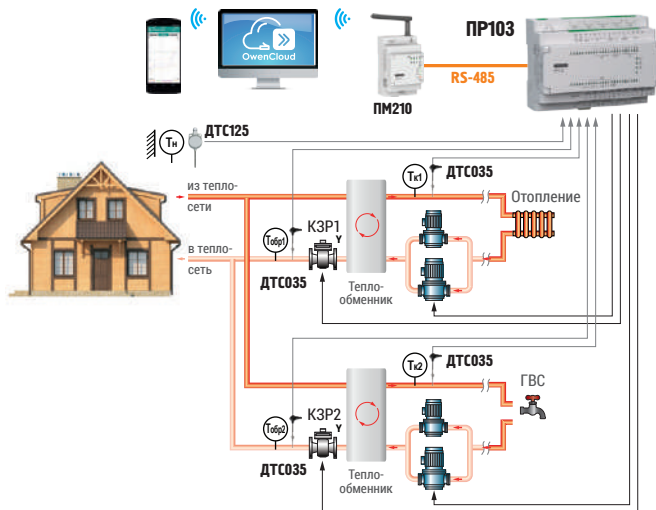 ПР103
OwenCloud
RS-485
ПМ210
ДТС125
Тн
из тепло-
сети
Тк1
ДТС035
Отопление
КЗР1
Y
Тобр1
в тепло-
сеть
ДТС035
Тепло-
обменник
Тк2
ДТС035
ГВС
КЗР2
Y
Тобр2
ДТС035
Тепло-
обменник